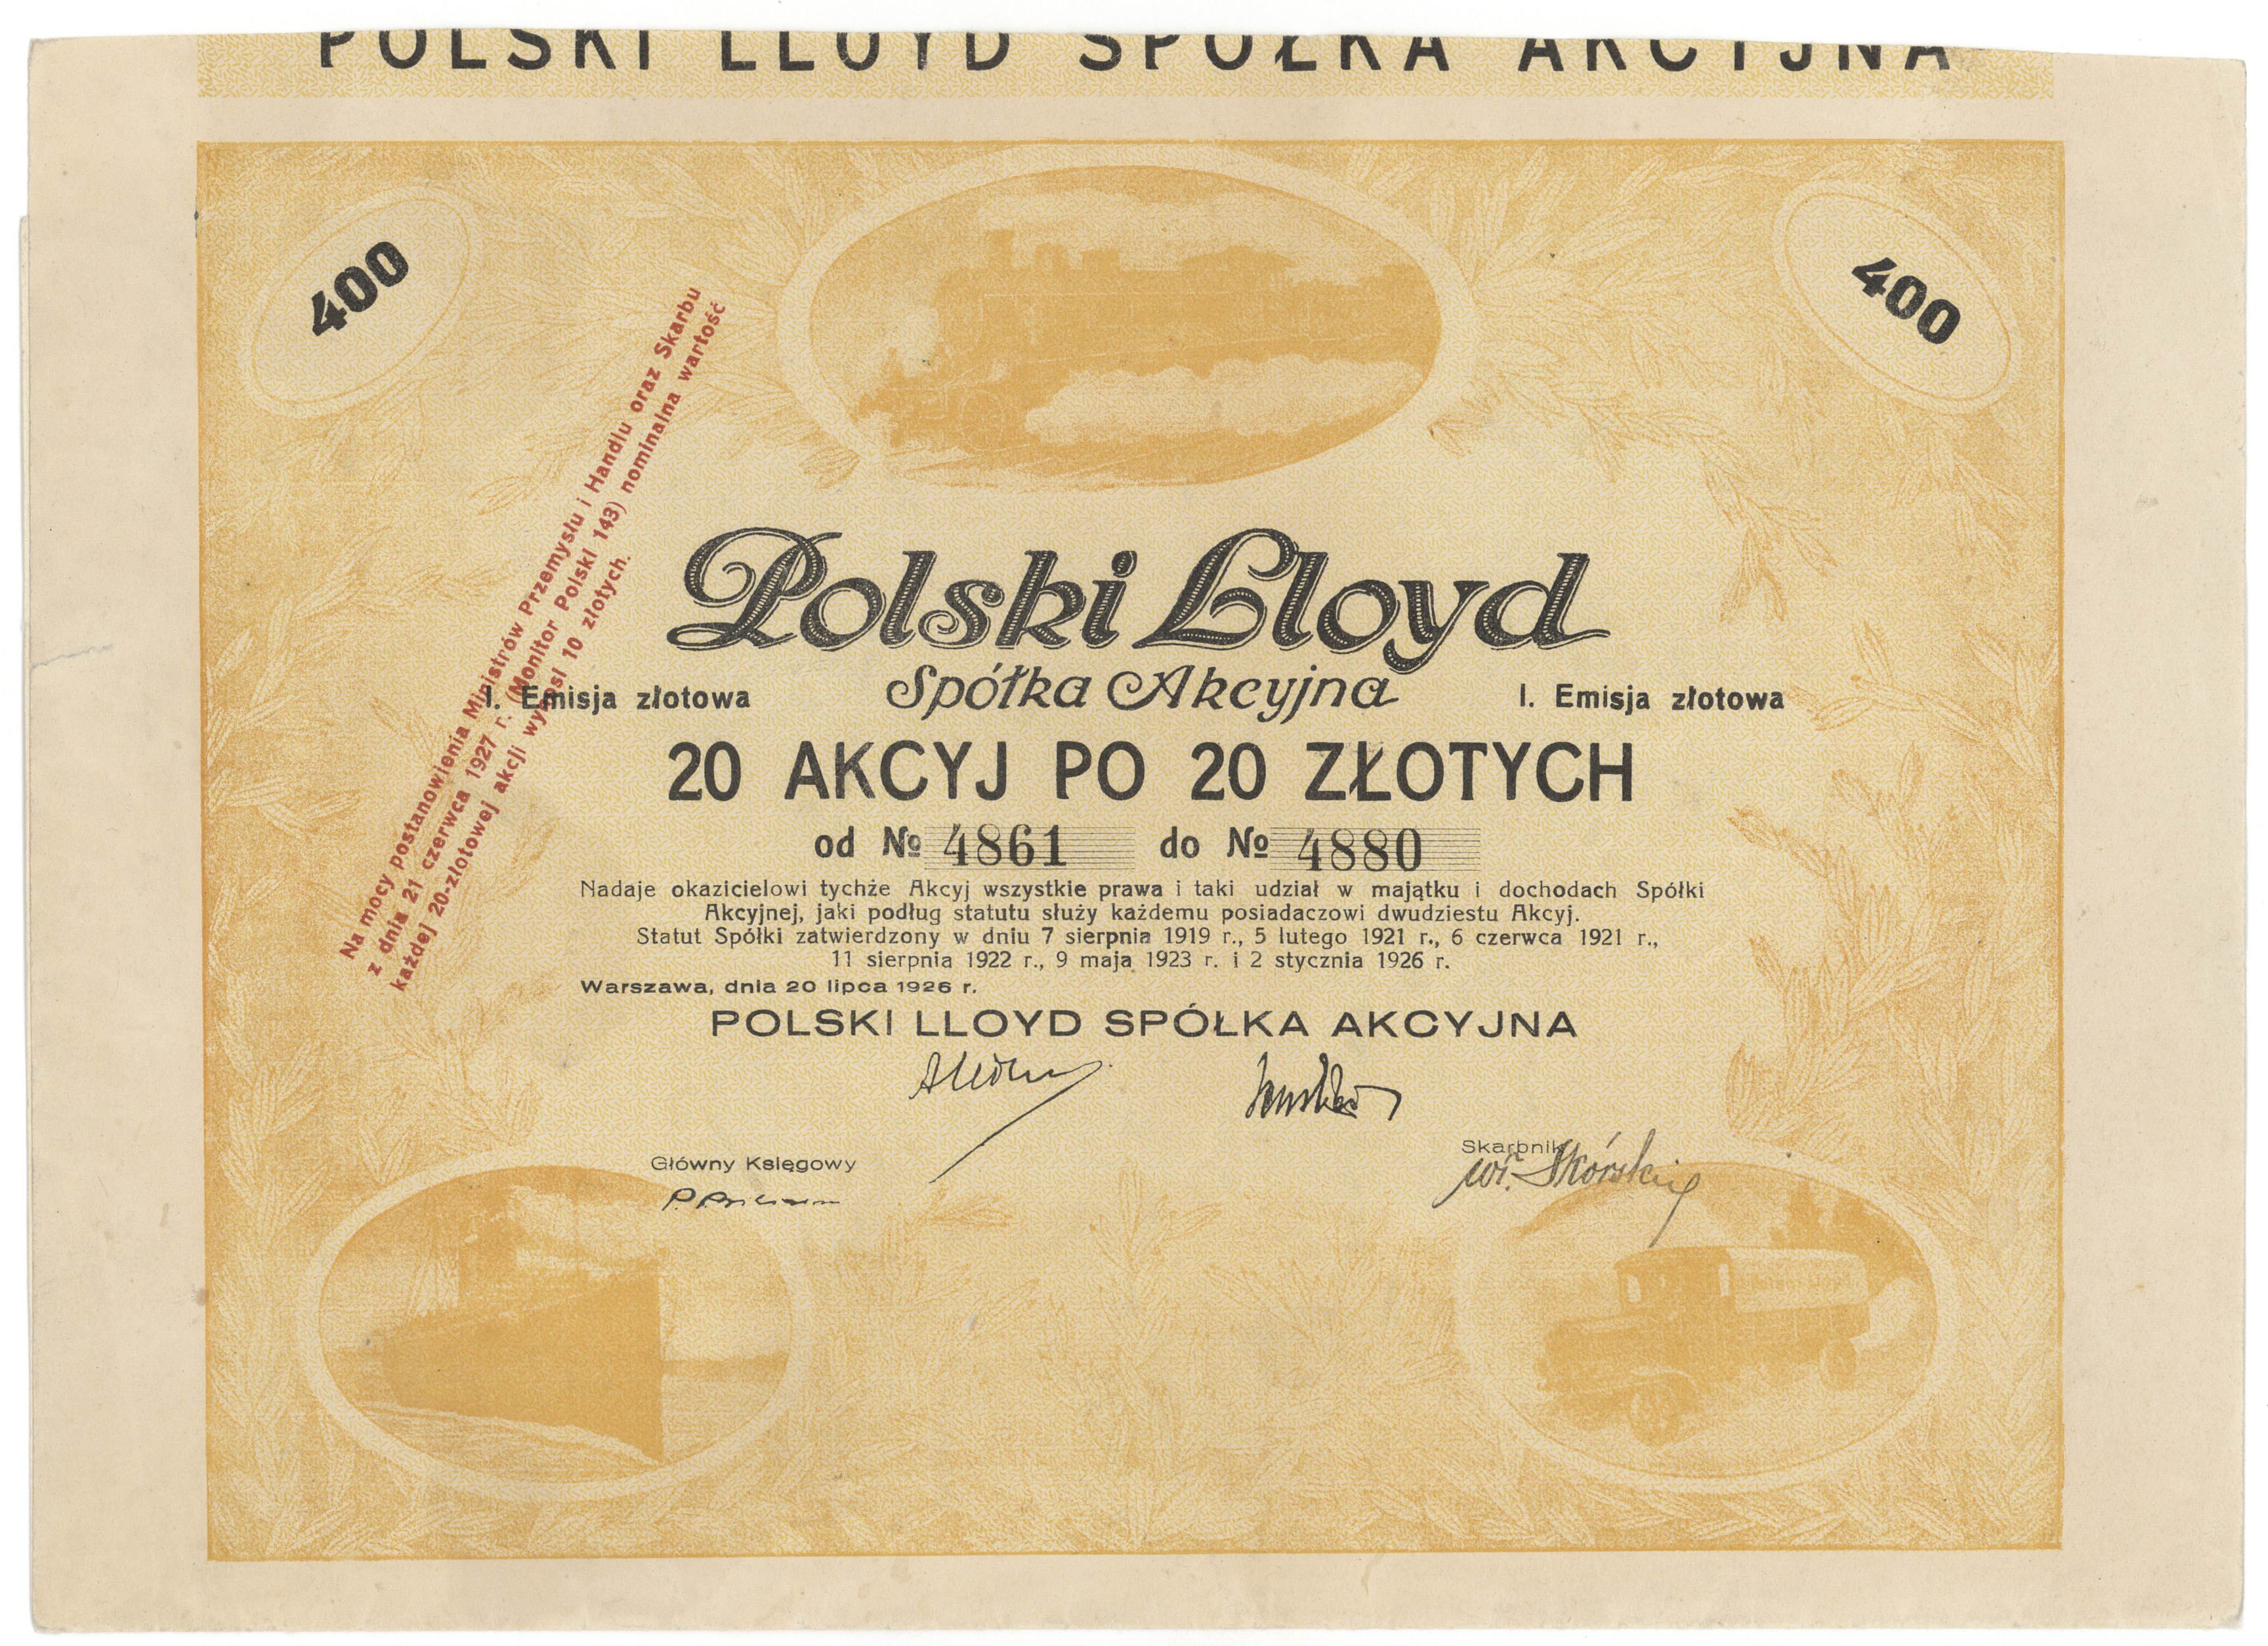 POLSKI LLOYD SPÓŁKA AKCYJNA
400
400
Na mocy postanowienia Ministrów Przemysłu i Handlu oraz Skarbu
z dnia 21 czerwca 1927 r. (Monitor Polski 143) nominalna wartość
każdej 20-złotowej akcji wynosi 10 złotych.
Polski Lloyd
Spółka Akcyjna
I. Emisja złotowa
I. Emisja złotowa
20 AKCYJ PO 20 ZŁOTYCH
od № 4861 do № 4880
Nadaje okazicielowi tychże Akcyj wszystkie prawa i taki udział w majątku i dochodach Spółki
Akcyjnej, jaki podług statutu służy każdemu posiadaczowi dwudziestu Akcyj.
Statut Spółki zatwierdzony w dniu 7 sierpnia 1919 r., 5 lutego 1921 r., 6 czerwca 1921 r.,
11 sierpnia 1922 r., 9 maja 1923 r. i 2 stycznia 1926 r.
Warszawa, dnia 20 lipca 1926 r.
POLSKI LLOYD SPÓŁKA AKCYJNA
Główny Księgowy
Skarbnik
Skórski